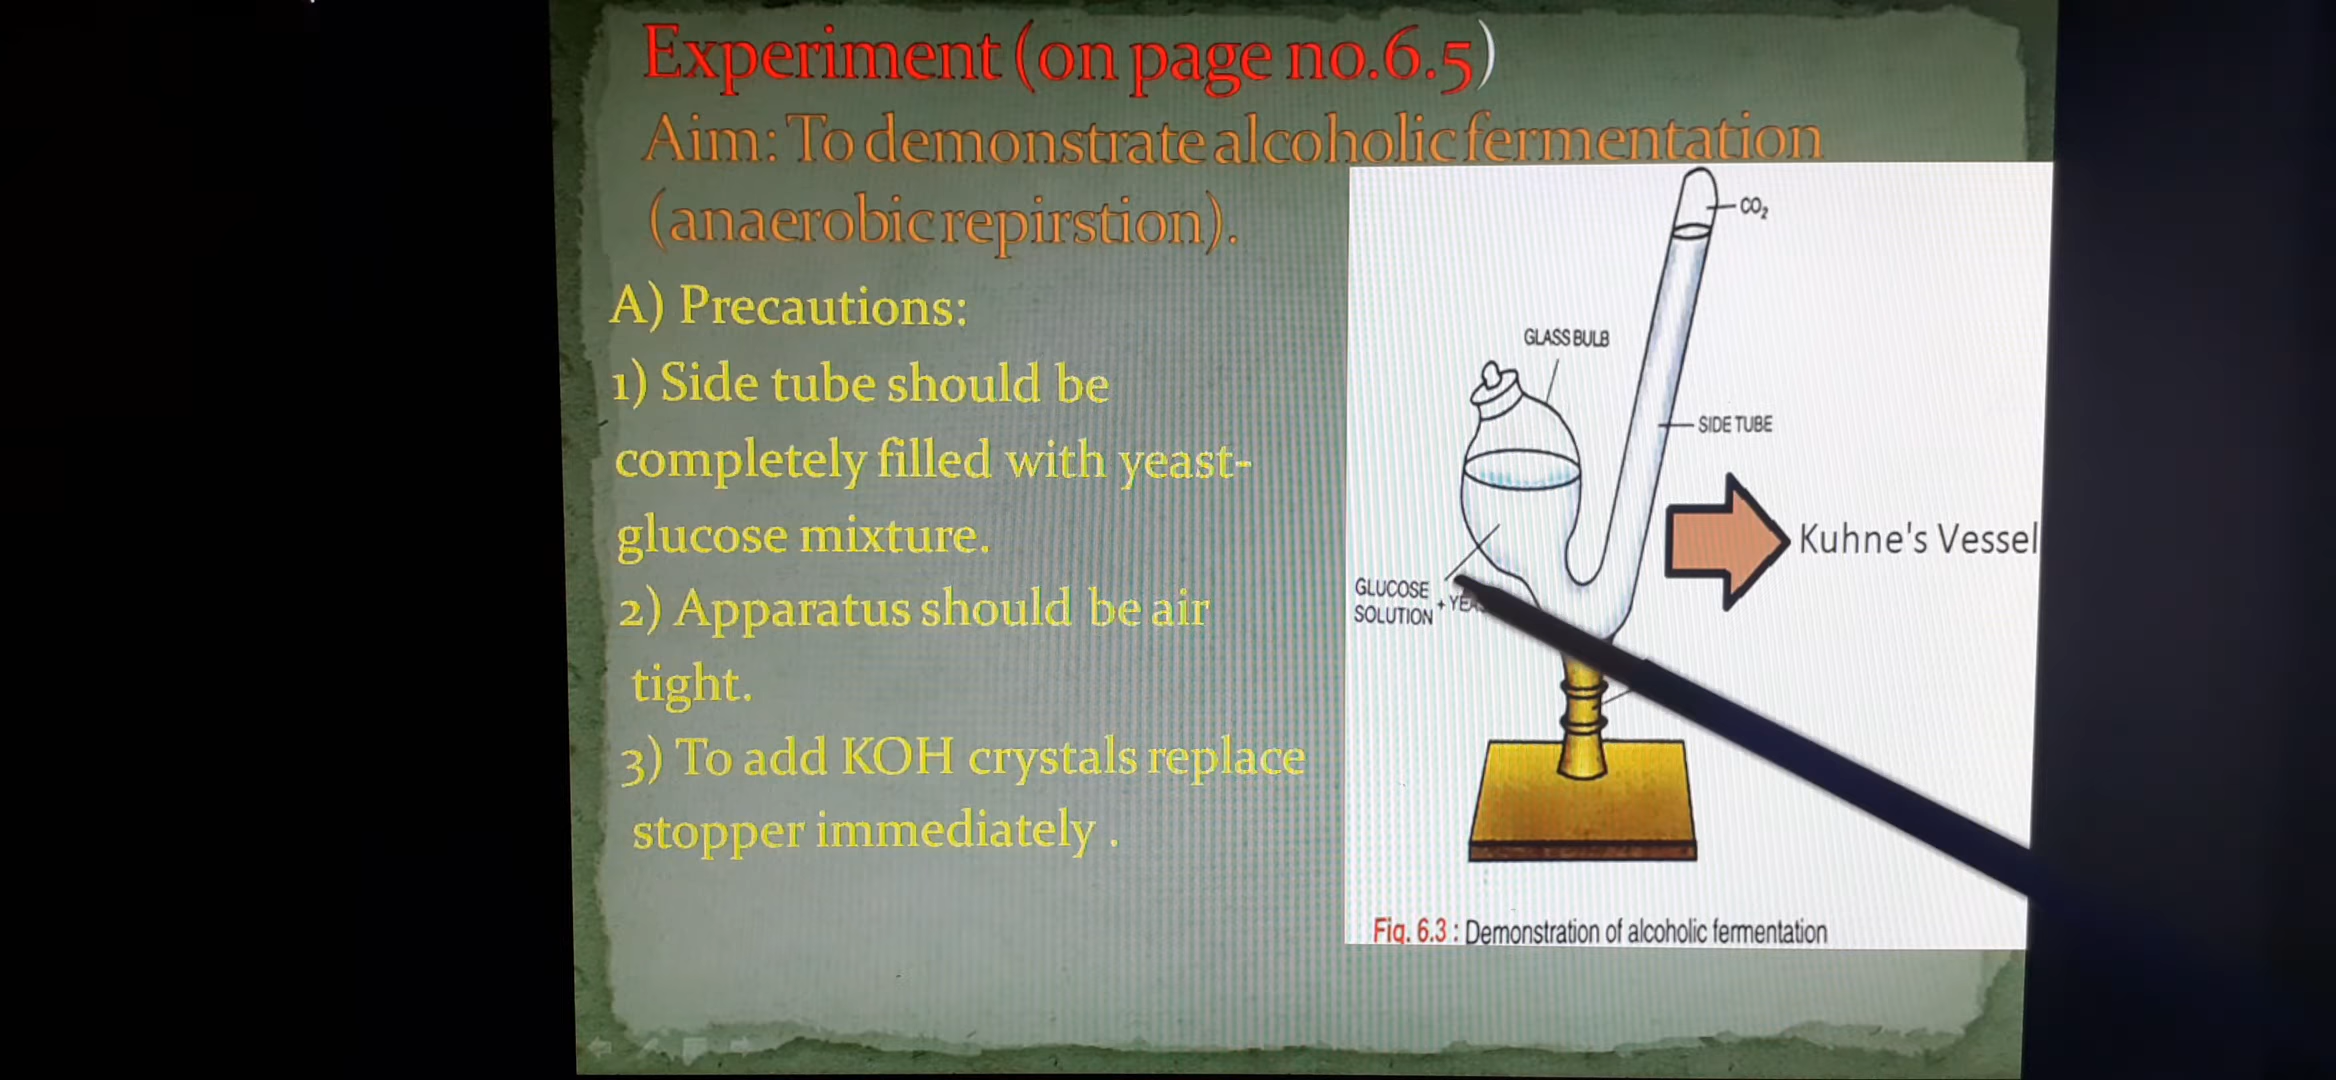 Experiment (on page no.6.5)
Aim: To demonstrate alcoholic fermentation
(anaerobic repirstion).
A) Precautions:
1) Side tube should be
completely filled with yeast-
glucose mixture.
2) Apparatus should be air
tight.
3) To add KOH crystals replace
stopper immediately .
CO2
GLASS BULB
SIDE TUBE
Kuhne's Vessel
GLUCOSE
SOLUTION +
Fig. 6.3 : Demonstration of alcoholic fermentation